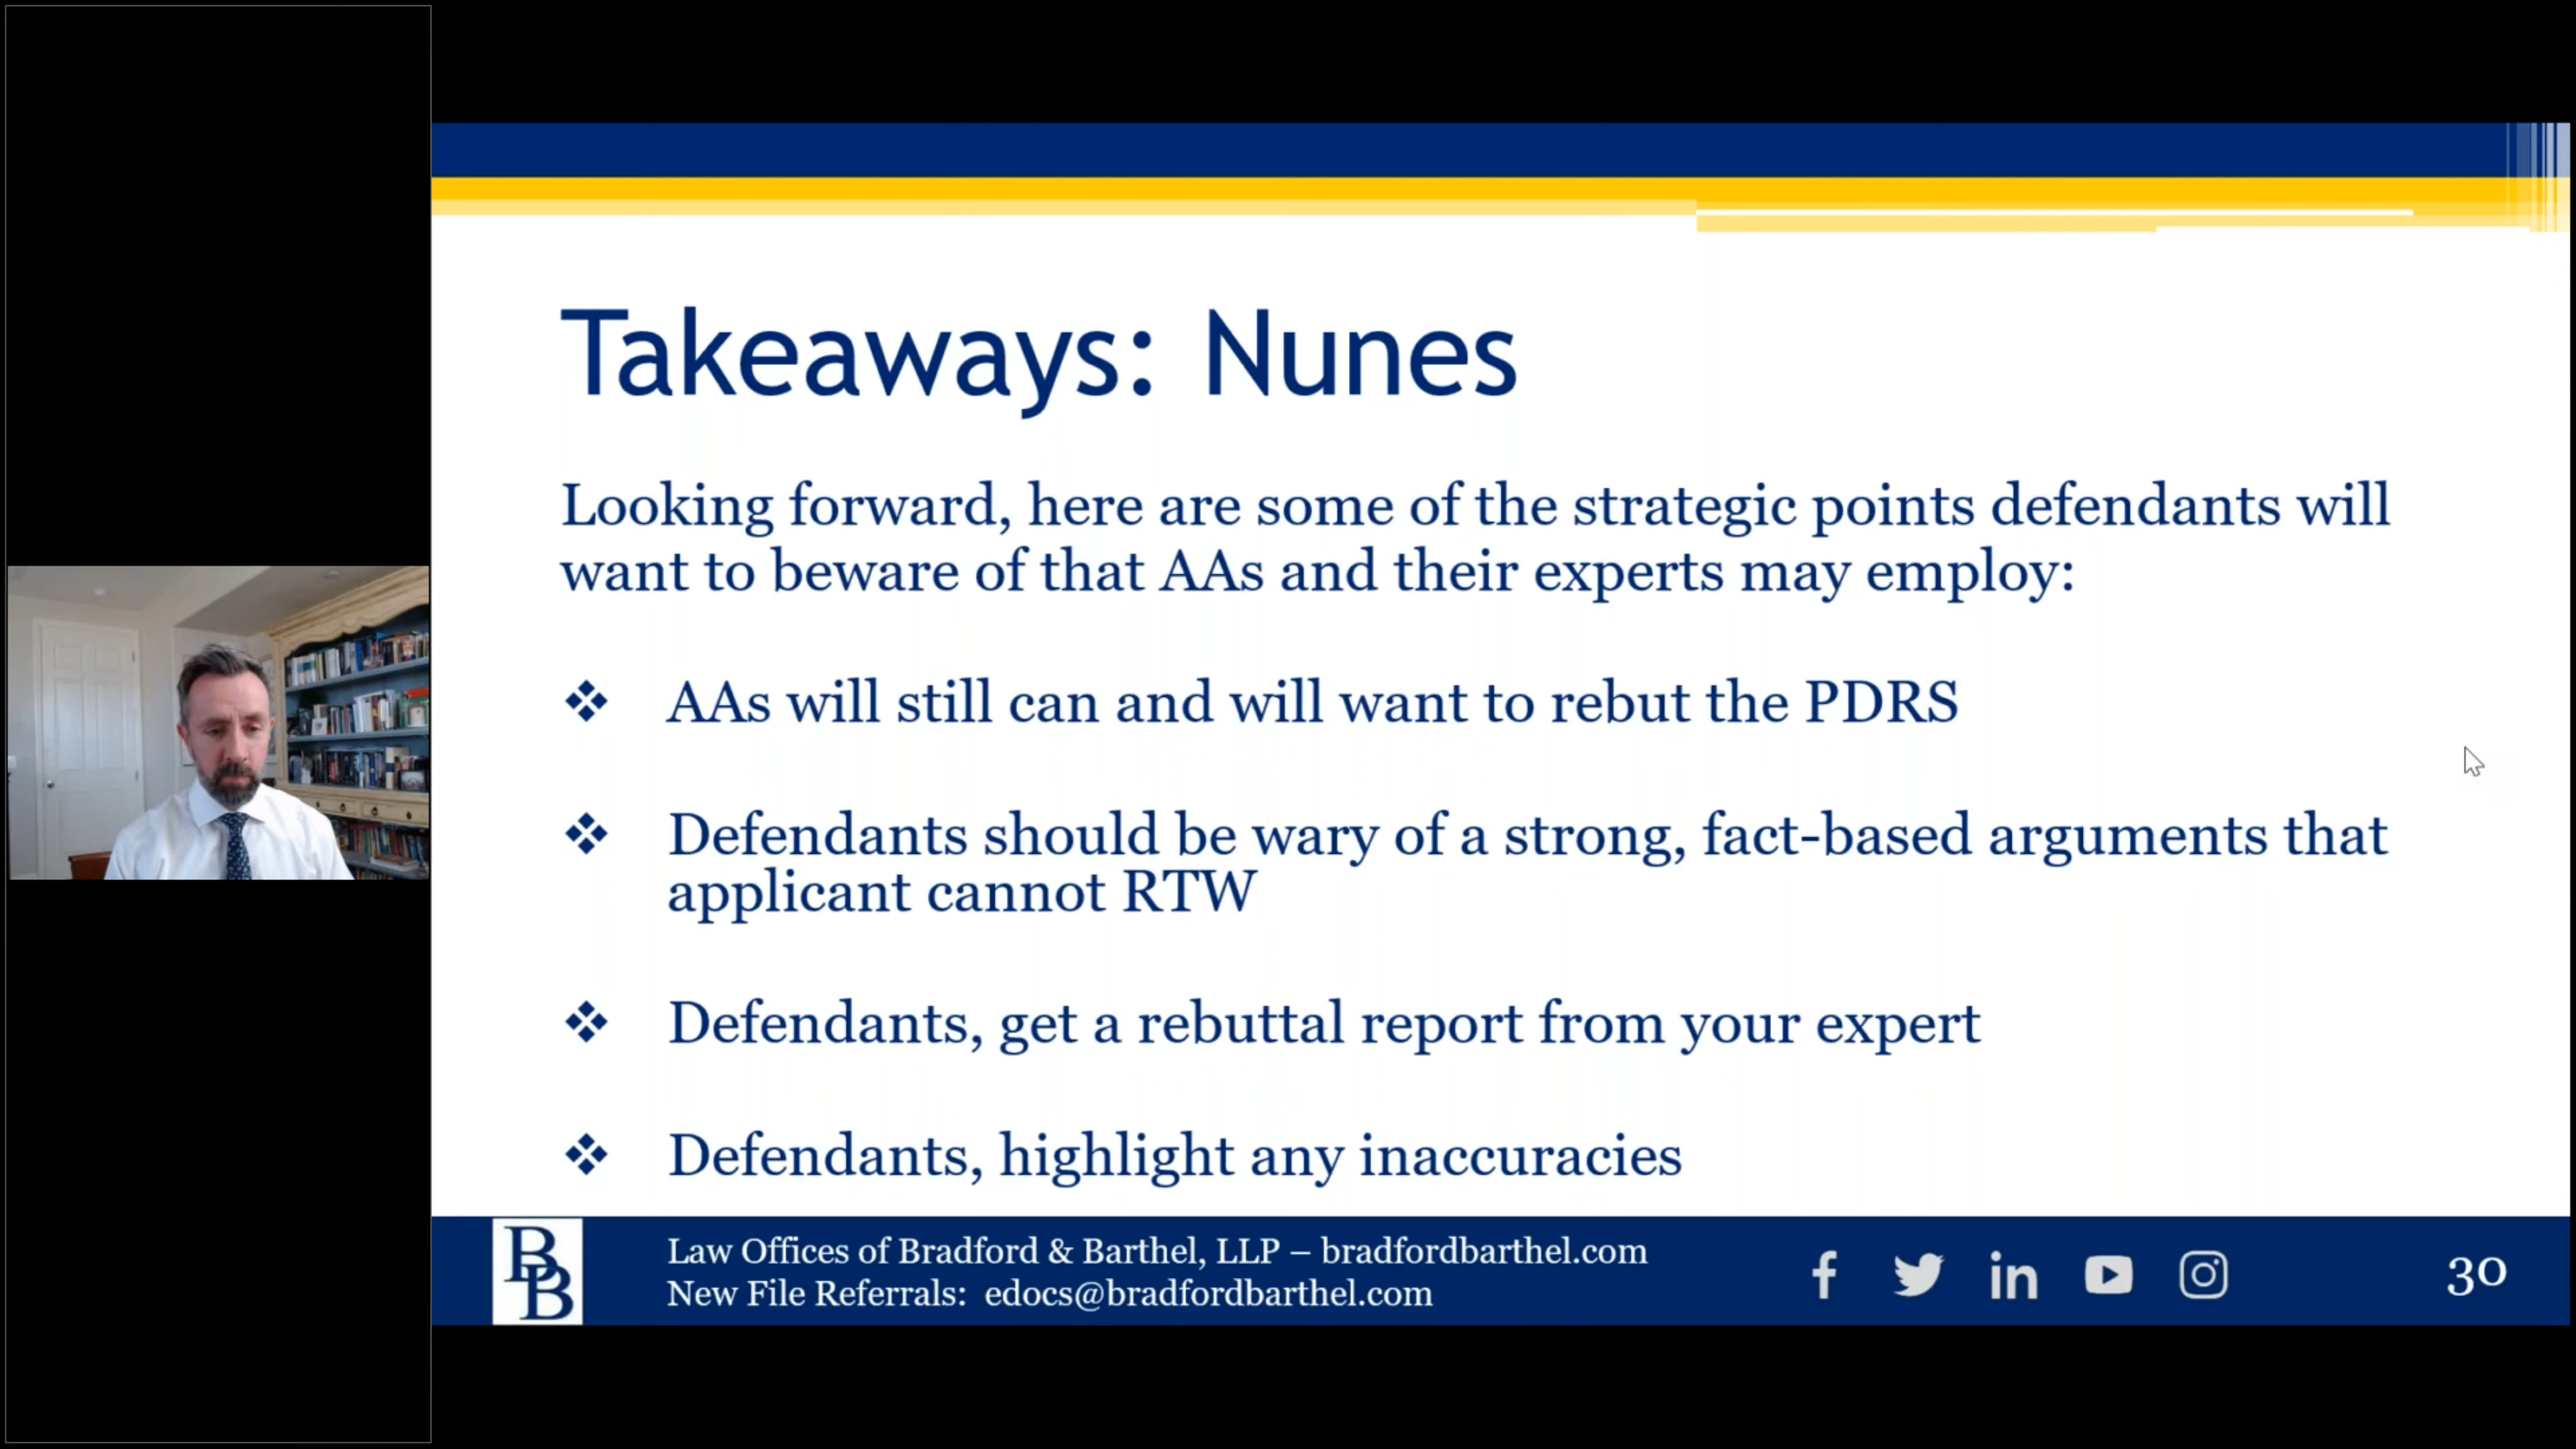 Takeaways: Nunes
Looking forward, here are some of the strategic points defendants will
want to beware of that AAs and their experts may employ:
❖ AAs will still can and will want to rebut the PDRS
❖ Defendants should be wary of a strong, fact-based arguments that
applicant cannot RTW
❖ Defendants, get a rebuttal report from your expert
❖ Defendants, highlight any inaccuracies
BB
Law Offices of Bradford & Barthel, LLP – bradfordbarthel.com
New File Referrals: edocs@bradfordbarthel.com
30